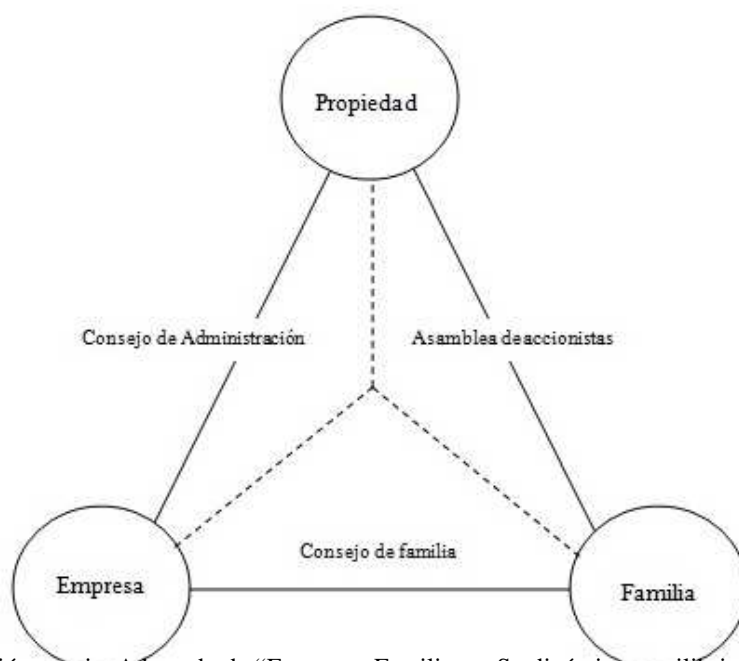 Propiedad
Consejo de Administración
Asamblea de accionistas
Consejo de familia
Empresa
Familia